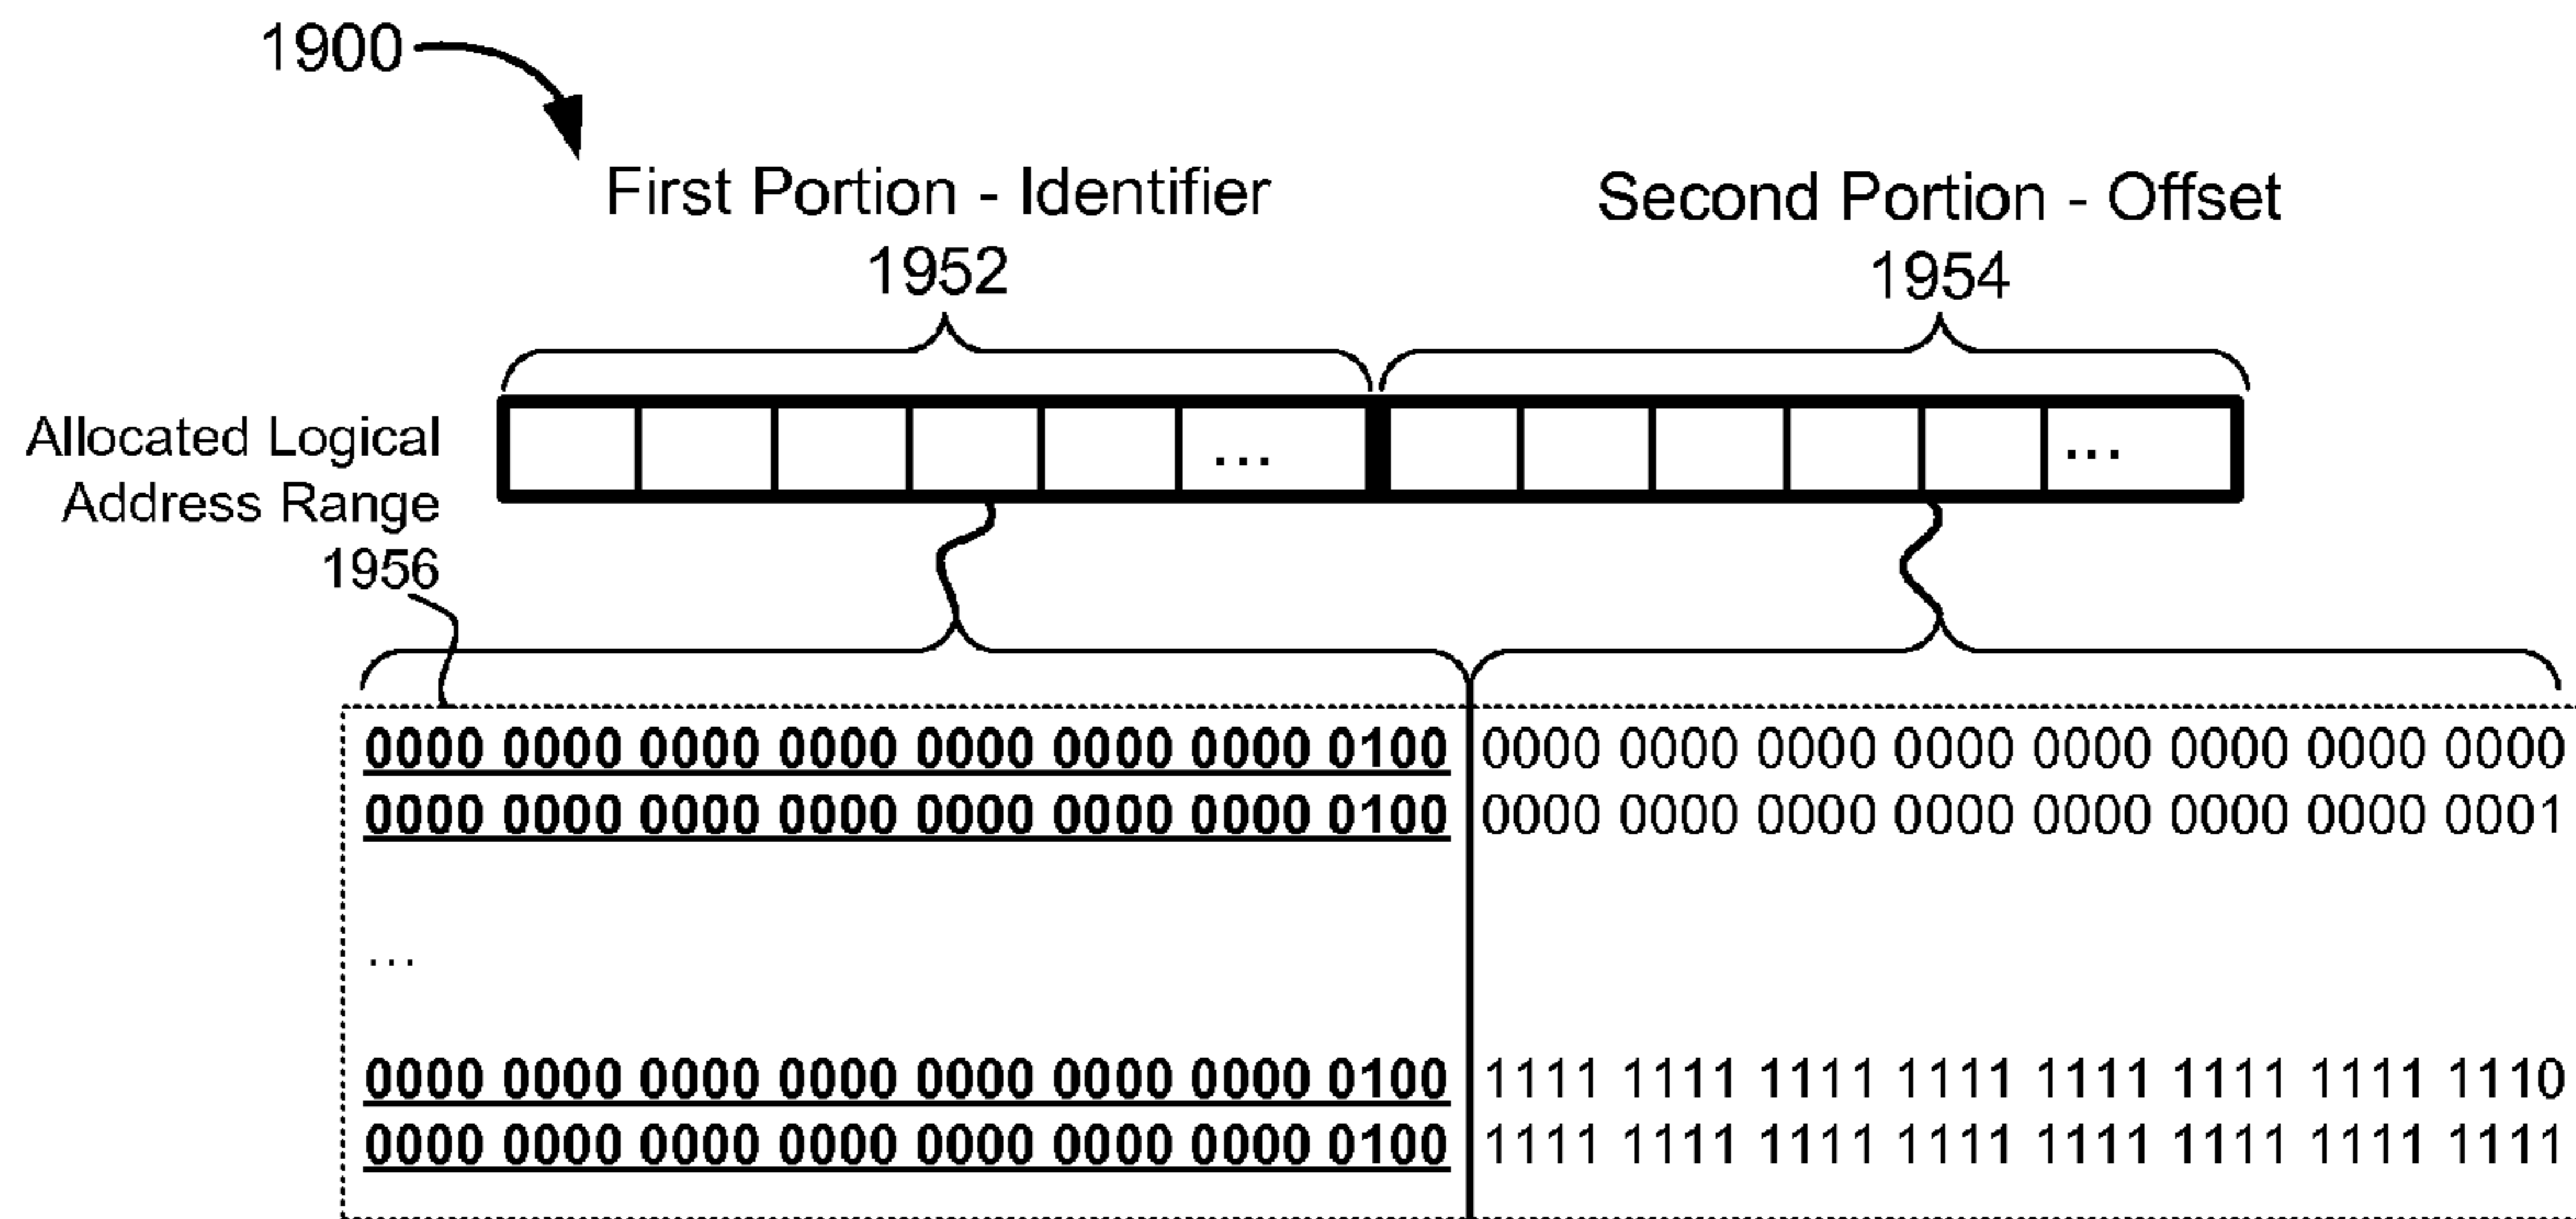 1900
First Portion - Identifier
1952
Second Portion - Offset
1954
... ...
Allocated Logical
Address Range
1956
0000 0000 0000 0000 0000 0000 0000 0100 0000 0000 0000 0000 0000 0000 0000 0000
0000 0000 0000 0000 0000 0000 0000 0100 0000 0000 0000 0000 0000 0000 0000 0001
...
0000 0000 0000 0000 0000 0000 0000 0100 1111 1111 1111 1111 1111 1111 1111 1110
0000 0000 0000 0000 0000 0000 0000 0100 1111 1111 1111 1111 1111 1111 1111 1111